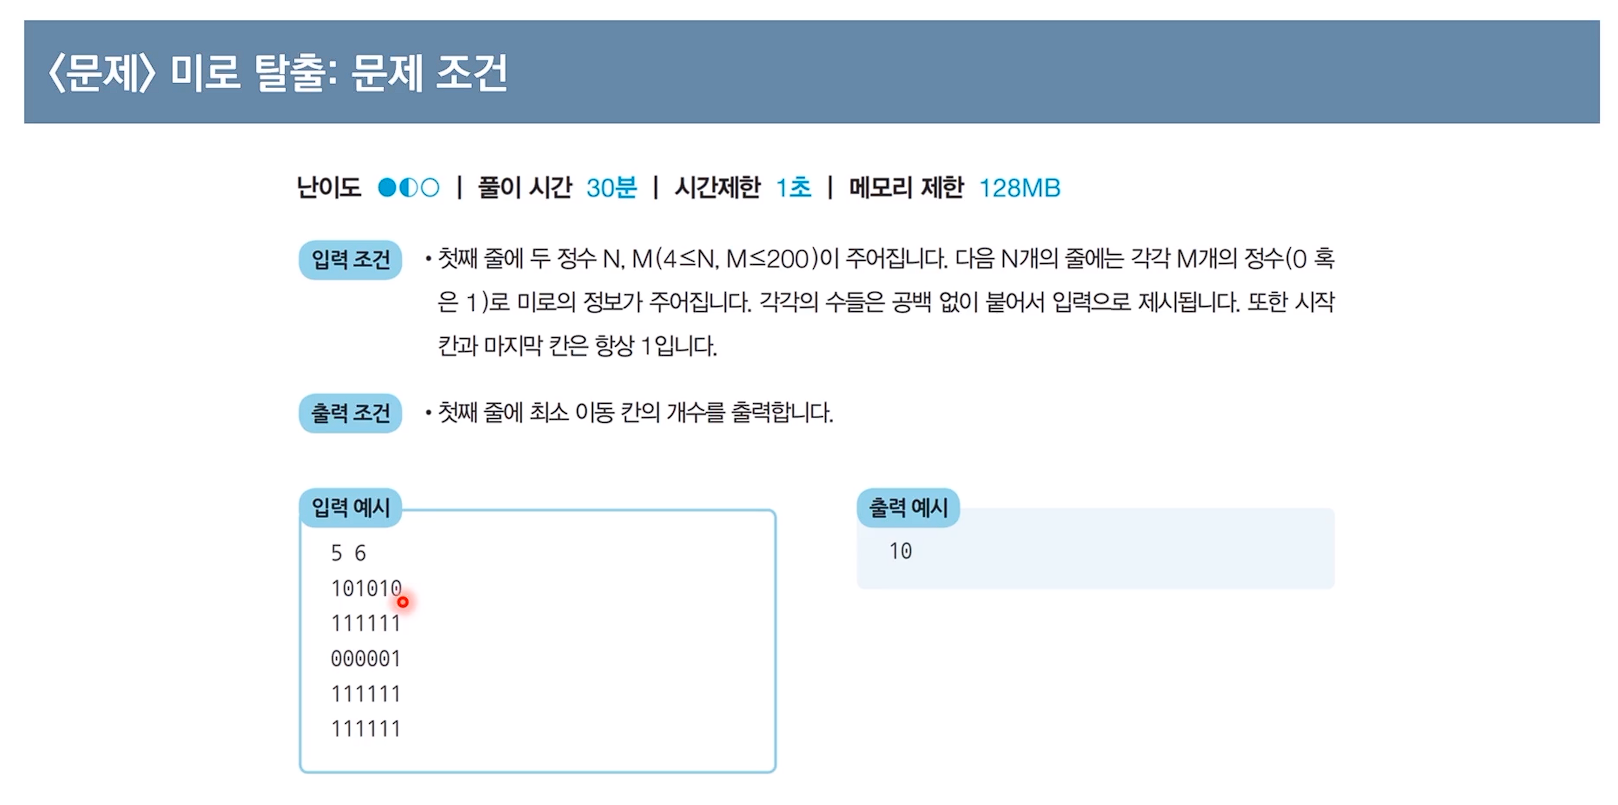 <문제> 미로 탈출: 문제 조건
난이도 | 풀이 시간 30분 | 시간제한 1초 | 메모리 제한 128MB
입력 조건 • 첫째 줄에 두 정수 N, M(4≤N, M≤200)이 주어집니다. 다음 N개의 줄에는 각각 M개의 정수(0 혹
은 1)로 미로의 정보가 주어집니다. 각각의 수들은 공백 없이 붙어서 입력으로 제시됩니다. 또한 시작
칸과 마지막 칸은 항상 1입니다.
출력 조건 • 첫째 줄에 최소 이동 칸의 개수를 출력합니다.
입력 예시
5 6
101010
111111
000001
111111
111111
출력 예시
10